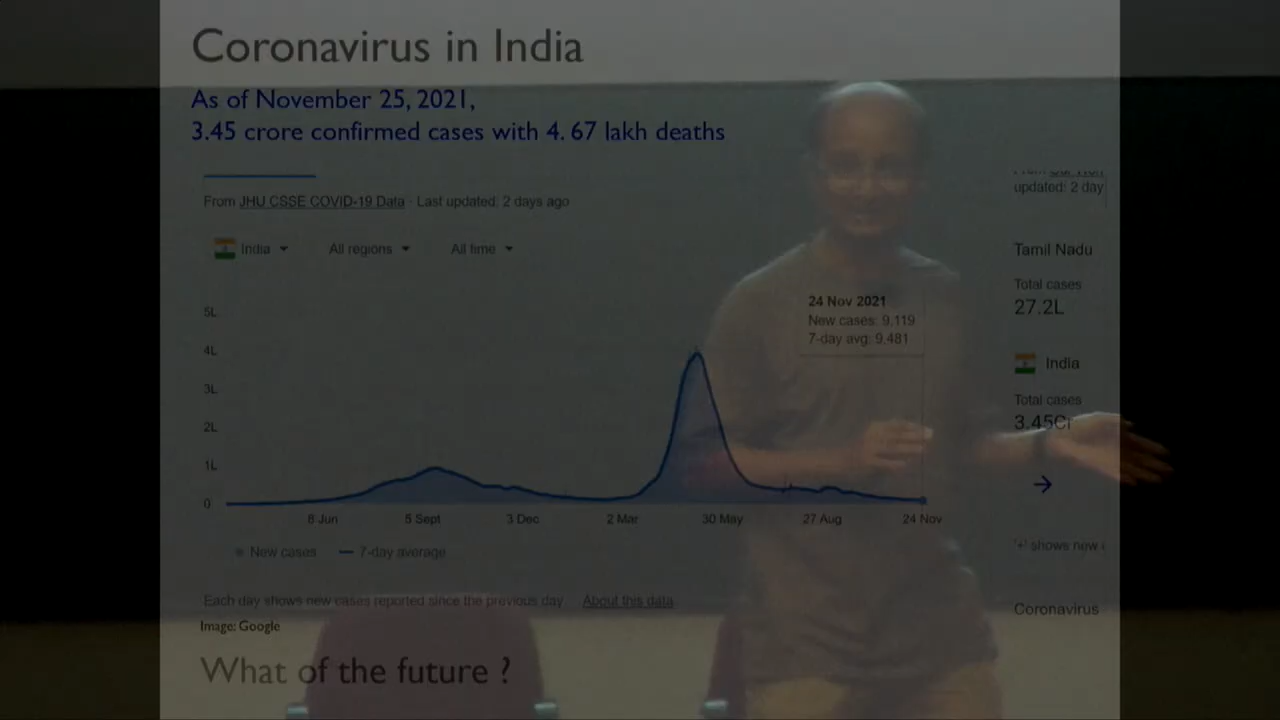 Coronavirus in India
As of November 25, 2021,
3.45 crore confirmed cases with 4. 67 lakh deaths
From JHU CSSE COVID-19 Data · Last updated: 2 days ago
updated: 2 day
India
All regions
All time
Tamil Nadu
Total cases
27.2L
24 Nov 2021
New cases: 9,119
7-day avg: 9,481
India
Total cases
3.45Cr
5L
4L
3L
2L
1L
0
8 Jun
5 Sept
3 Dec
2 Mar
30 May
27 Aug
24 Nov
New cases
7-day average
'+' shows new
Each day shows new cases reported since the previous day
About this data
Coronavirus
Image: Google
What of the future ?